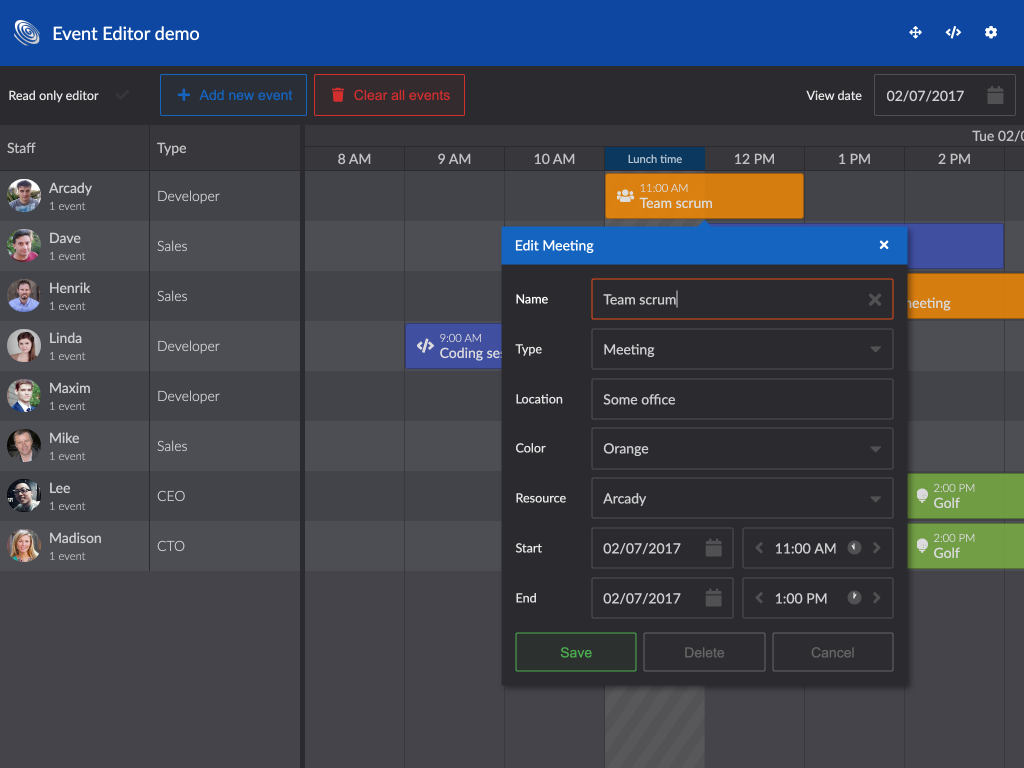 Event Editor demo
Read only editor
Add new event
Clear all events
View date
02/07/2017
Staff
Type
Tue 02/0
8 AM
9 AM
10 AM
Lunch time
12 PM
1 PM
2 PM
Arcady
1 event
Developer
11:00 AM
Team scrum
Dave
1 event
Sales
Henrik
1 event
Sales
eeting
Linda
1 event
Developer
9:00 AM
Coding se
Maxim
1 event
Developer
Mike
1 event
Sales
Lee
1 event
CEO
2:00 PM
Golf
Madison
1 event
CTO
2:00 PM
Golf
Edit Meeting
Name
Team scrum
Type
Meeting
Location
Some office
Color
Orange
Resource
Arcady
Start
02/07/2017
11:00 AM
End
02/07/2017
1:00 PM
Save
Delete
Cancel